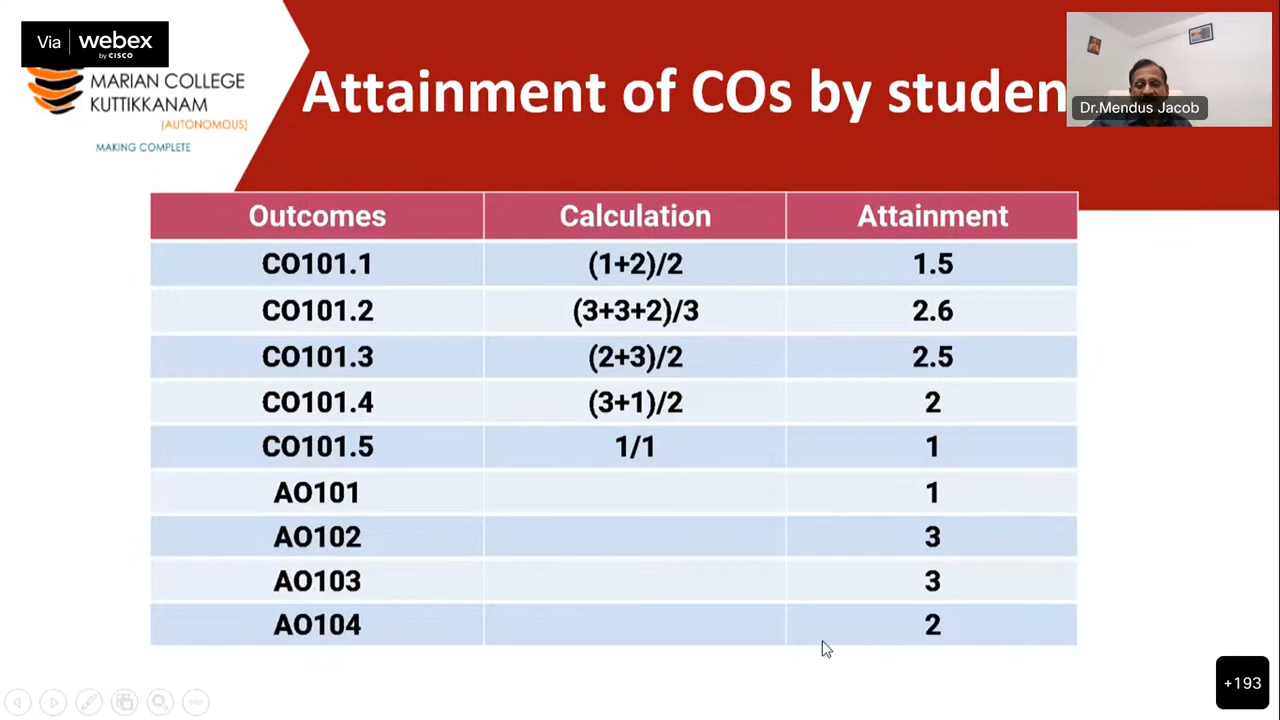 Via webex
by CISCO
MARIAN COLLEGE
KUTTIKKANAM
(AUTONOMOUS)
MAKING COMPLETE
Attainment of COs by studen
Dr.Mendus Jacob
Outcomes Calculation Attainment
CO101.1 (1+2)/2 1.5
CO101.2 (3+3+2)/3 2.6
CO101.3 (2+3)/2 2.5
CO101.4 (3+1)/2 2
CO101.5 1/1 1
AO101 1
AO102 3
AO103 3
AO104 2
+193